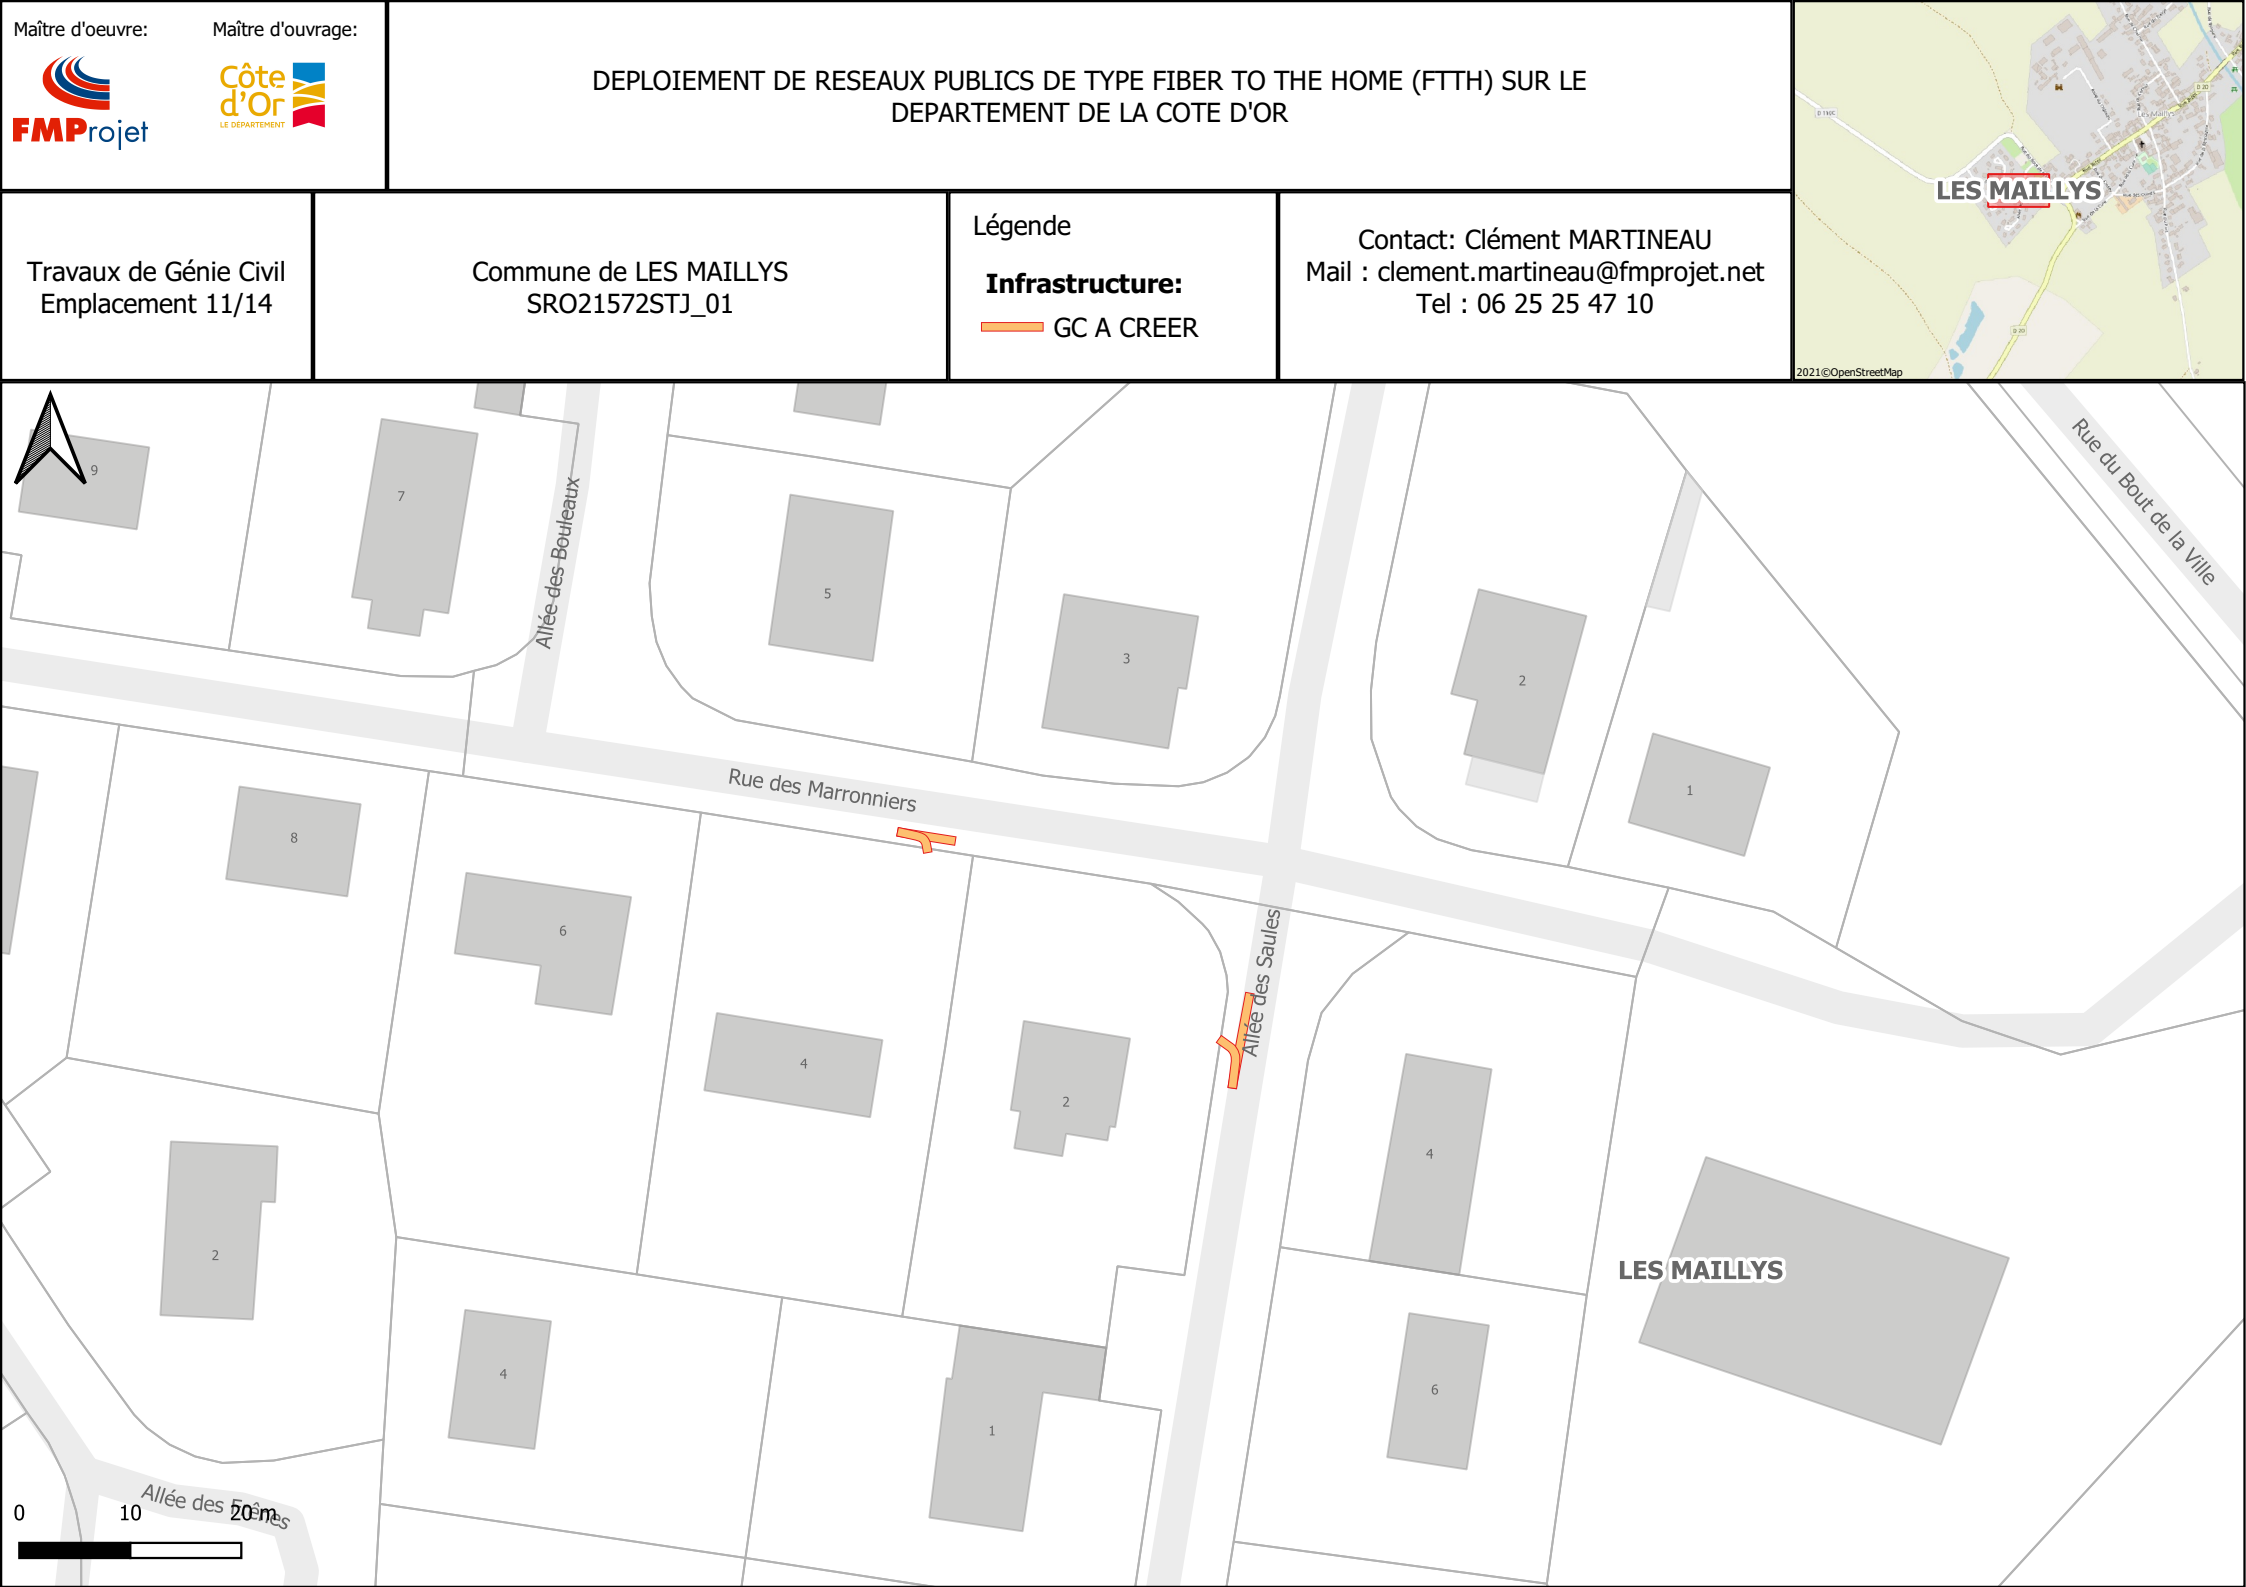 Maître d'oeuvre:
Maître d'ouvrage:
FMProjet
Côte
d'Or
LE DÉPARTEMENT
DEPLOIEMENT DE RESEAUX PUBLICS DE TYPE FIBER TO THE HOME (FTTH) SUR LE
DEPARTEMENT DE LA COTE D'OR
Travaux de Génie Civil
Emplacement 11/14
Commune de LES MAILLYS
SRO21572STJ_01
Légende
Infrastructure:
GC A CREER
Contact: Clément MARTINEAU
Mail : clement.martineau@fmprojet.net
Tel : 06 25 25 47 10
D 20
Les Maillys
LES MAILLYS
D 20
2021©OpenStreetMap
9
7
Allée des Bouleaux
5
3
2
1
Rue du Bout de la Ville
Rue des Marronniers
8
6
4
2
Allée des Saules
4
LES MAILLYS
2
4
1
6
Allée des Frênes
0 10 20 m